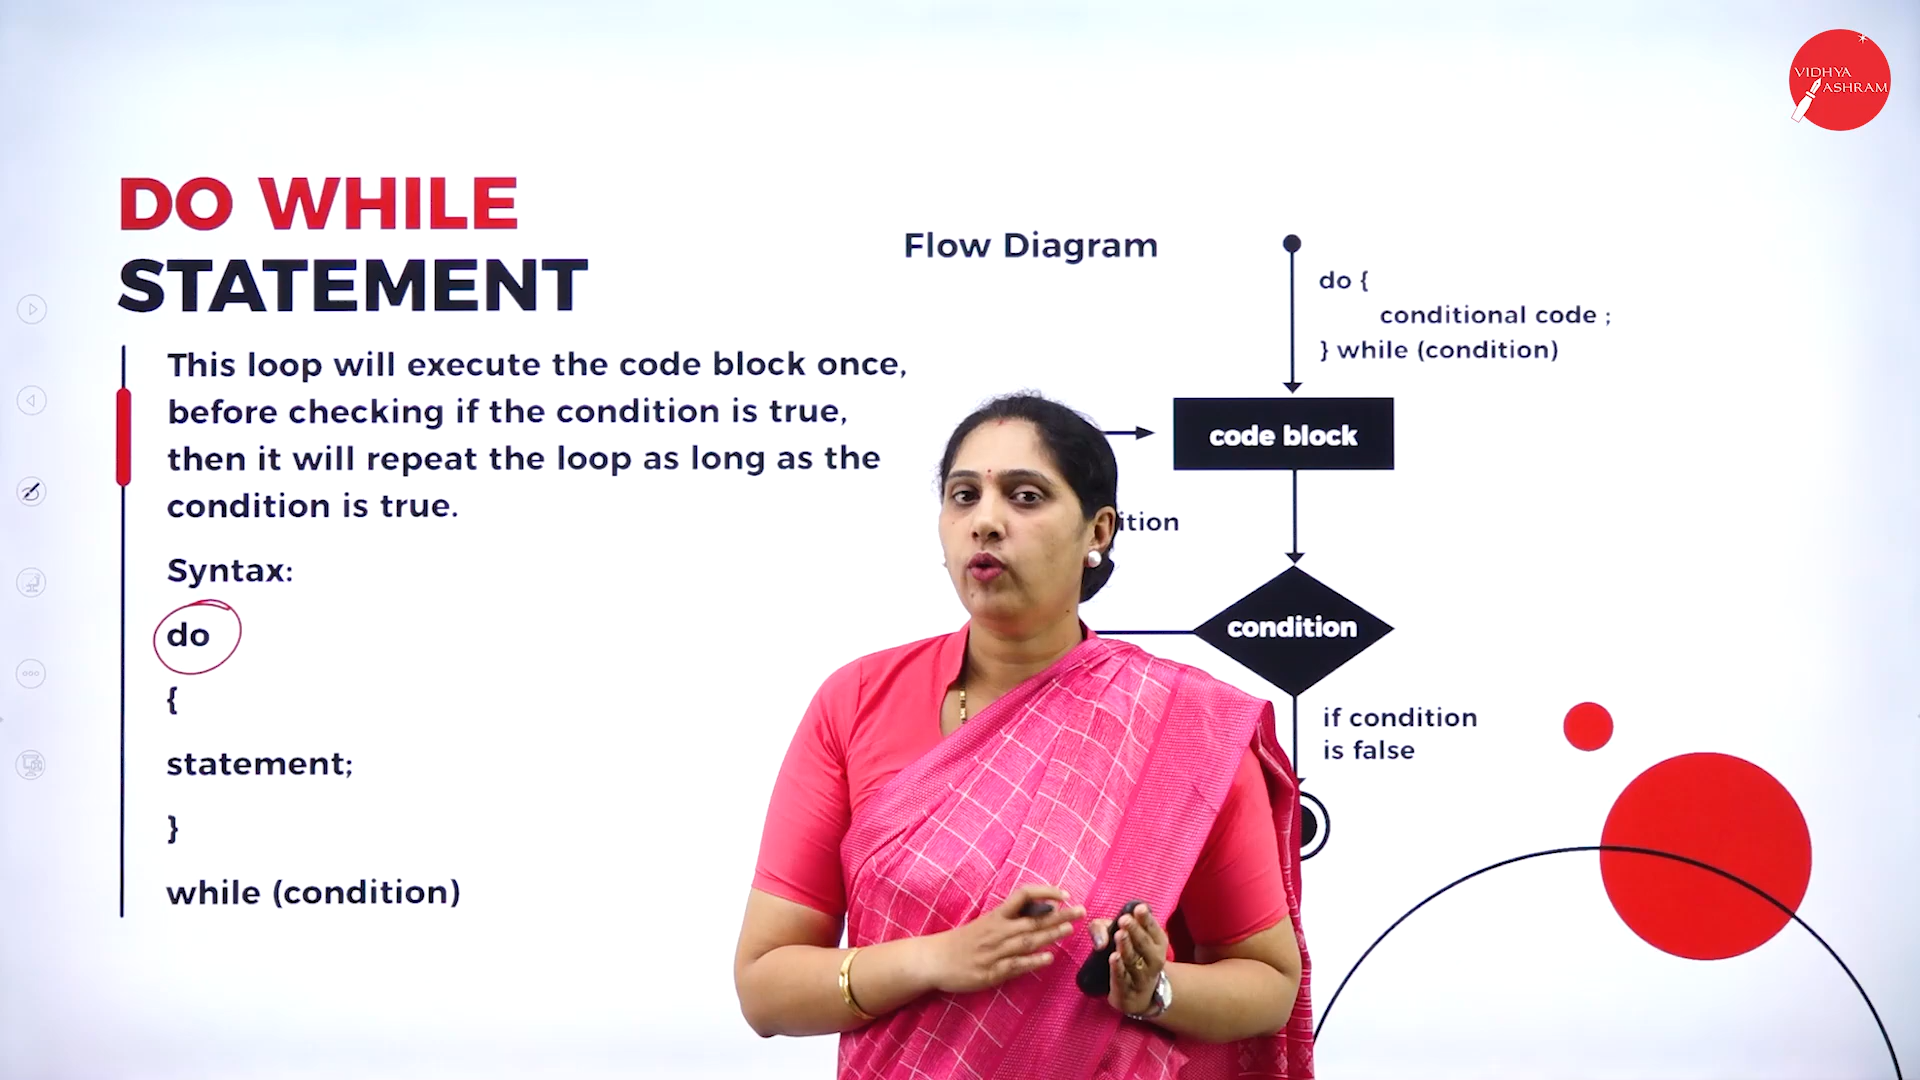 VIDHYA
ASHRAM
DO WHILE
STATEMENT
This loop will execute the code block once,
before checking if the condition is true,
then it will repeat the loop as long as the
condition is true.
Syntax:
do
{
statement;
}
while (condition)
Flow Diagram
do {
conditional code ;
} while (condition)
code block
ition
condition
if condition
is false